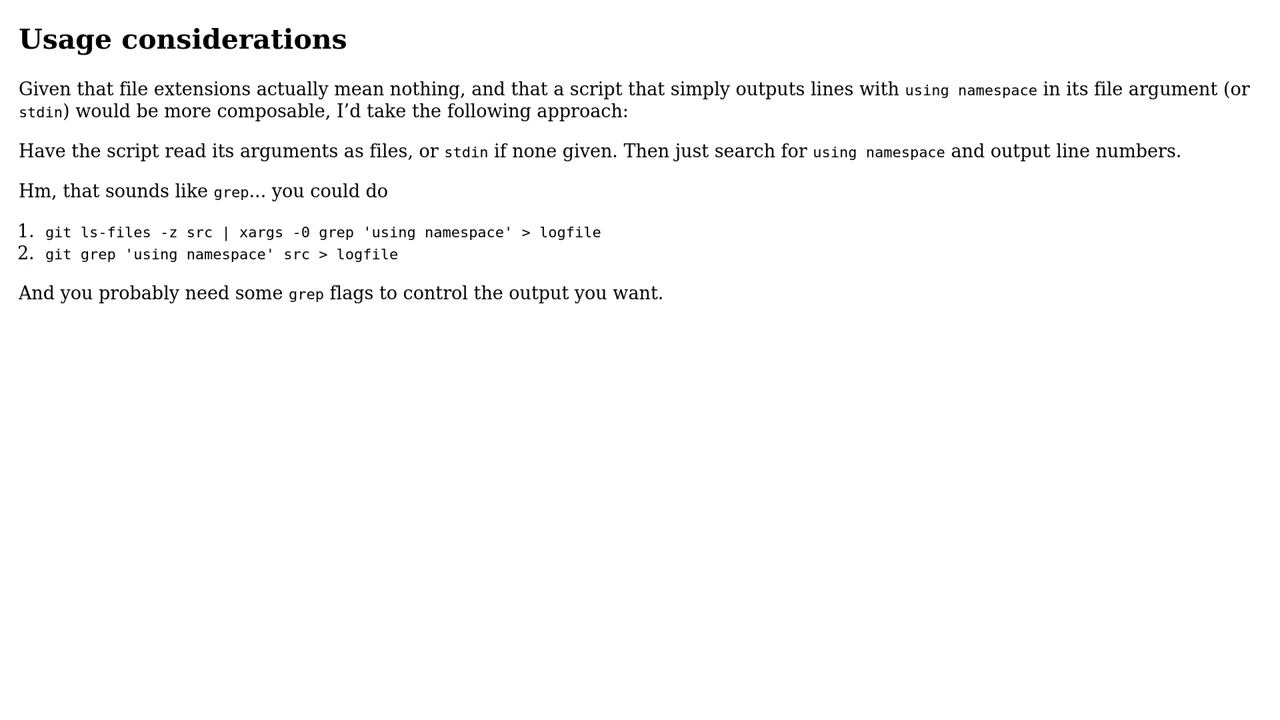 Usage considerations
Given that file extensions actually mean nothing, and that a script that simply outputs lines with using namespace in its file argument (or
stdin) would be more composable, I’d take the following approach:
Have the script read its arguments as files, or stdin if none given. Then just search for using namespace and output line numbers.
Hm, that sounds like grep… you could do
1. git ls-files -z src | xargs -0 grep 'using namespace' > logfile
2. git grep 'using namespace' src > logfile
And you probably need some grep flags to control the output you want.